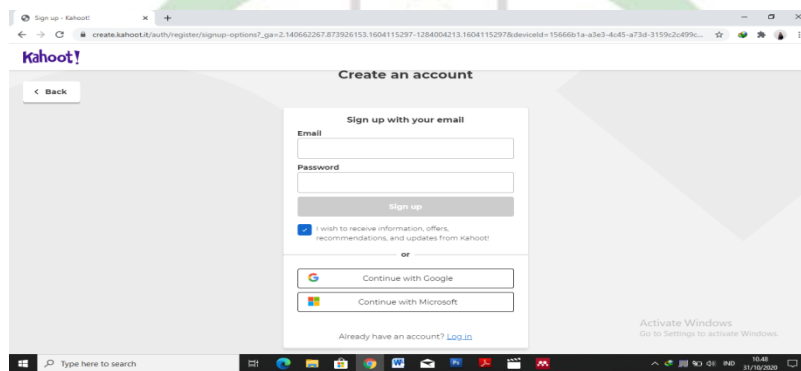 Sign up - Kahoot!
create.kahoot.it/auth/register/signup-options?_ga=2.140662267.873926153.1604115297-1284004213.1604115297&deviceId=15666b1a-a3e3-4c45-a73d-3159c2c499c...
Kahoot!
Create an account
< Back
Sign up with your email
Email
Password
Sign up
I wish to receive information, offers,
recommendations, and updates from Kahoot!
or
Continue with Google
Continue with Microsoft
Already have an account? Log in
Activate Windows
Go to Settings to activate Windows.
Type here to search
IND
10.48
31/10/2020